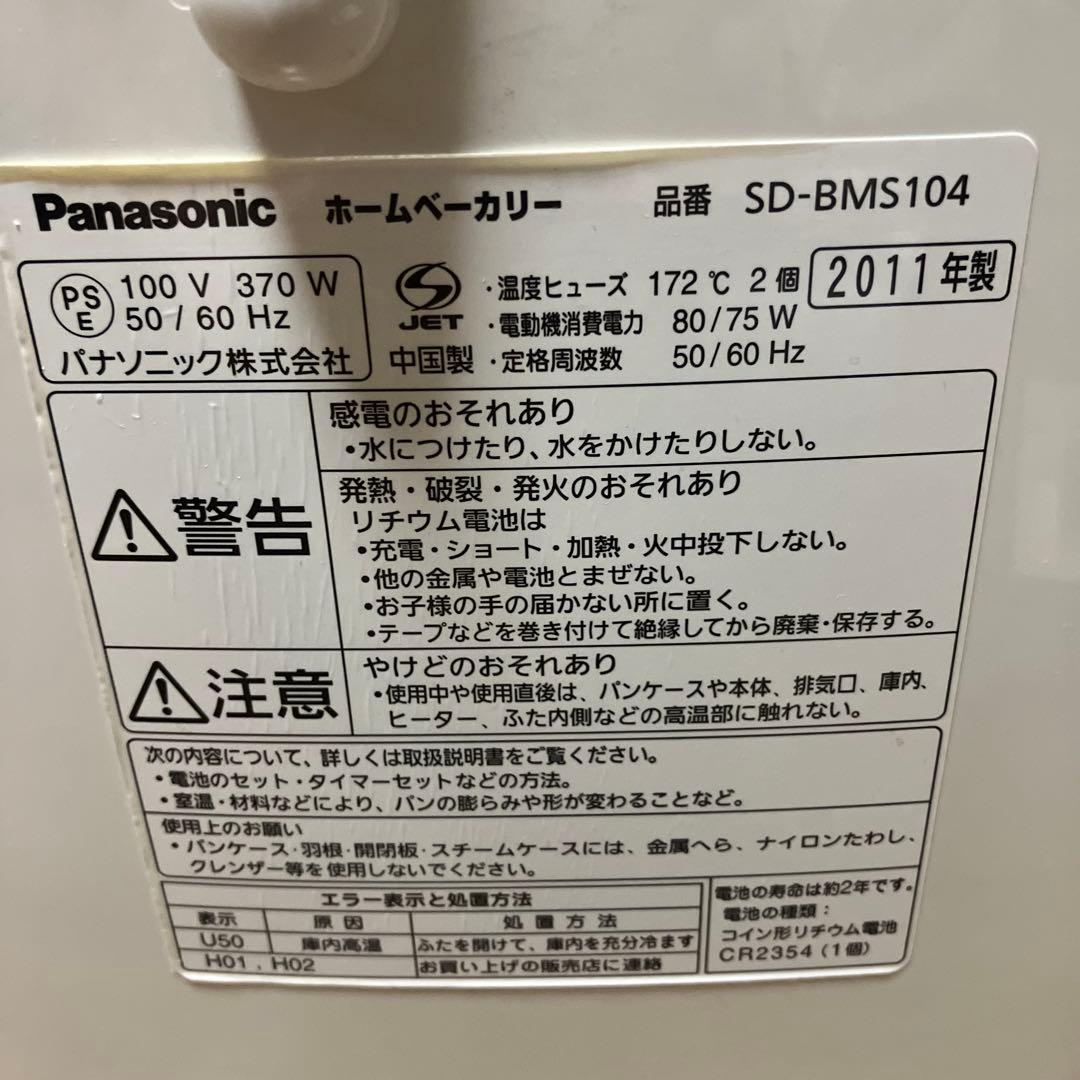 Panasonic ホームベーカリー 品番 SD-BMS104
PS E 100 V 370 W
50 / 60 Hz
パナソニック株式会社
JET
中国製
・温度ヒューズ 172 ℃ 2 個
・電動機消費電力 80 / 75 W
・定格周波数 50 / 60 Hz
2011年製
警告
感電のおそれあり
・水につけたり、水をかけたりしない。
発熱・破裂・発火のおそれあり
リチウム電池は
・充電・ショート・加熱・火中投下しない。
・他の金属や電池とまぜない。
・お子様の手の届かない所に置く。
・テープなどを巻き付けて絶縁してから廃棄・保存する。
注意
やけどのおそれあり
・使用中や使用直後は、パンケースや本体、排気口、庫内、
ヒーター、ふた内側などの高温部に触れない。
次の内容について、詳しくは取扱説明書をご覧ください。
・電池のセット・タイマーセットなどの方法。
・室温・材料などにより、パンの膨らみや形が変わることなど。
使用上のお願い
・パンケース・羽根・開閉板・スチームケースには、金属へら、ナイロンたわし、
クレンザー等を使用しないでください。
エラー表示と処置方法
表示 原因 処置方法
U50 庫内高温 ふたを開けて、庫内を充分冷ます
H01 , H02 お買い上げの販売店に連絡
電池の寿命は約2年です。
電池の種類：
コイン形リチウム電池
CR2354 (1個)